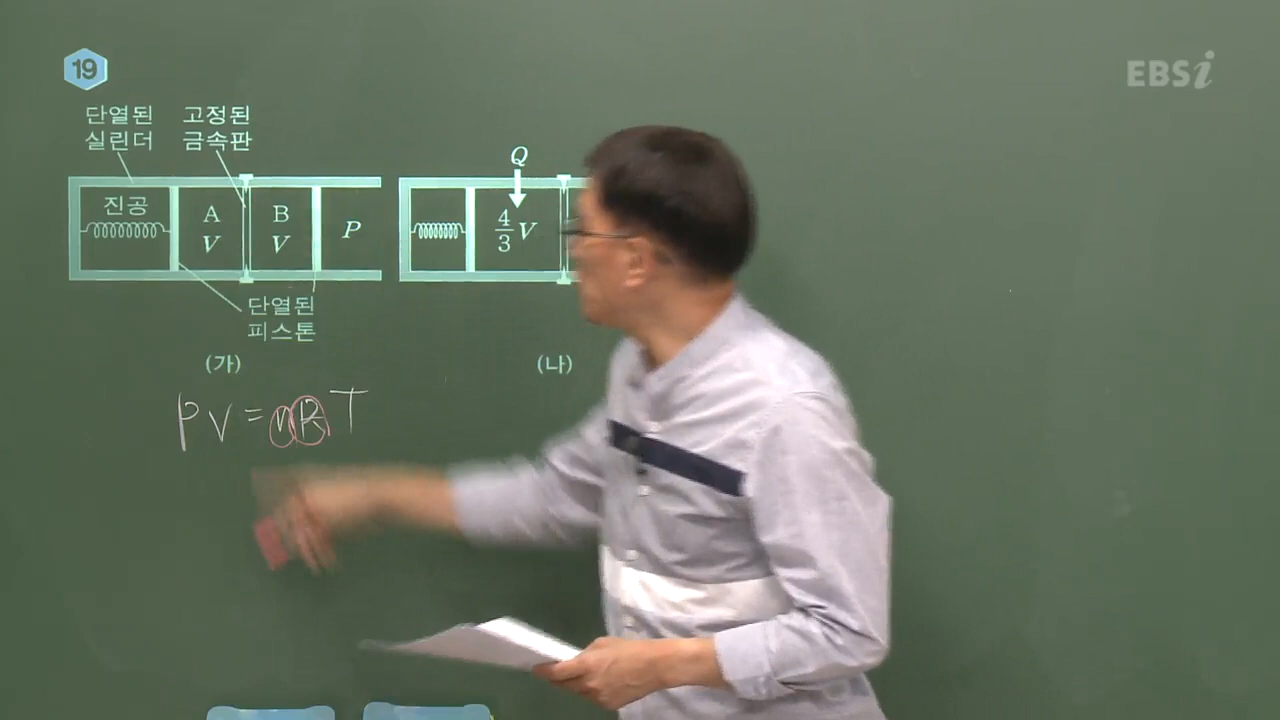 19
EBSi
단열된
실린더
고정된
금속판
Q
진공
A
V
B
V
P
4/3 V
단열된
피스톤
(가)
(나)
PV = nRT